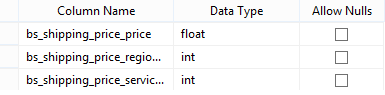 Column Name Data Type Allow Nulls
bs_shipping_price_price float
bs_shipping_price_regio... int
bs_shipping_price_servic... int